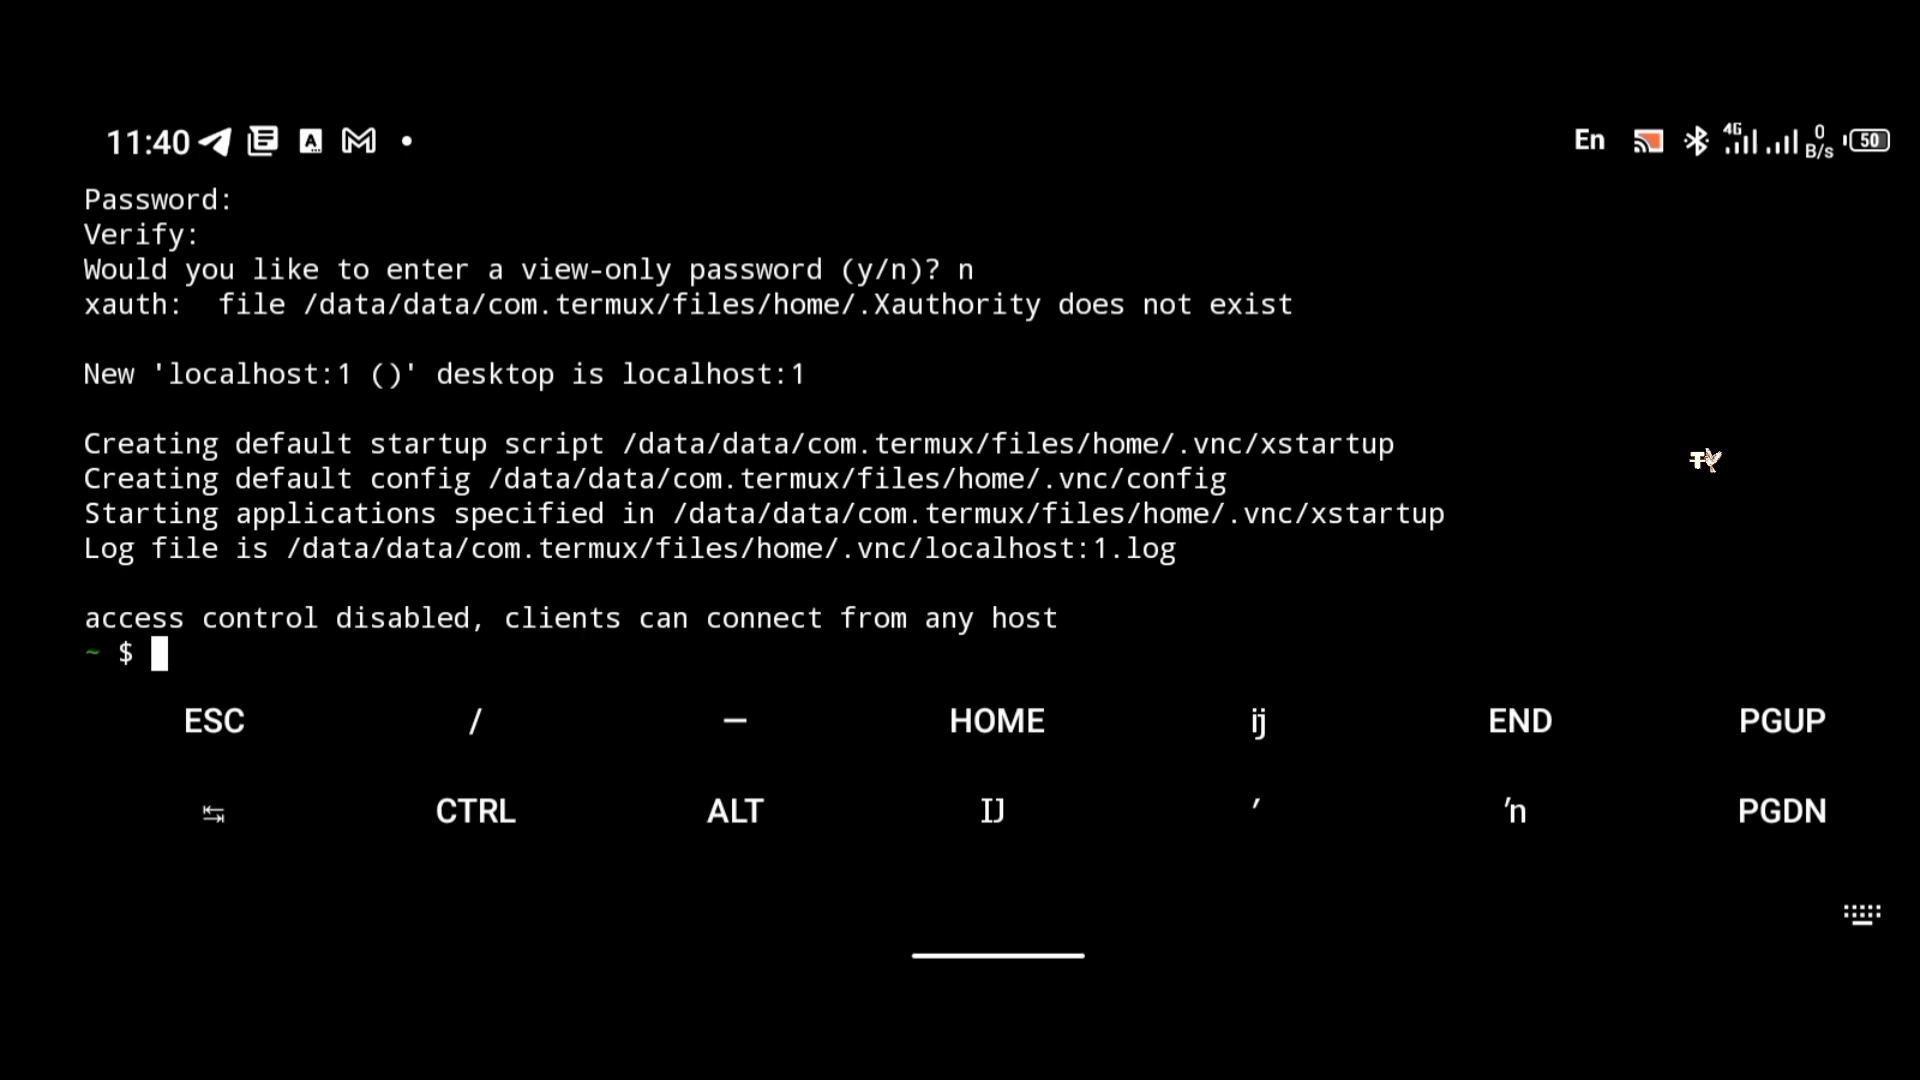 11:40 En 4G 0 B/s 50
Password:
Verify:
Would you like to enter a view-only password (y/n)? n
xauth:  file /data/data/com.termux/files/home/.Xauthority does not exist
New 'localhost:1 ()' desktop is localhost:1
Creating default startup script /data/data/com.termux/files/home/.vnc/xstartup
Creating default config /data/data/com.termux/files/home/.vnc/config
Starting applications specified in /data/data/com.termux/files/home/.vnc/xstartup
Log file is /data/data/com.termux/files/home/.vnc/localhost:1.log
access control disabled, clients can connect from any host
~ $
ESC / — HOME ĳ END PGUP
↹ CTRL ALT Ĳ ′ ŉ PGDN